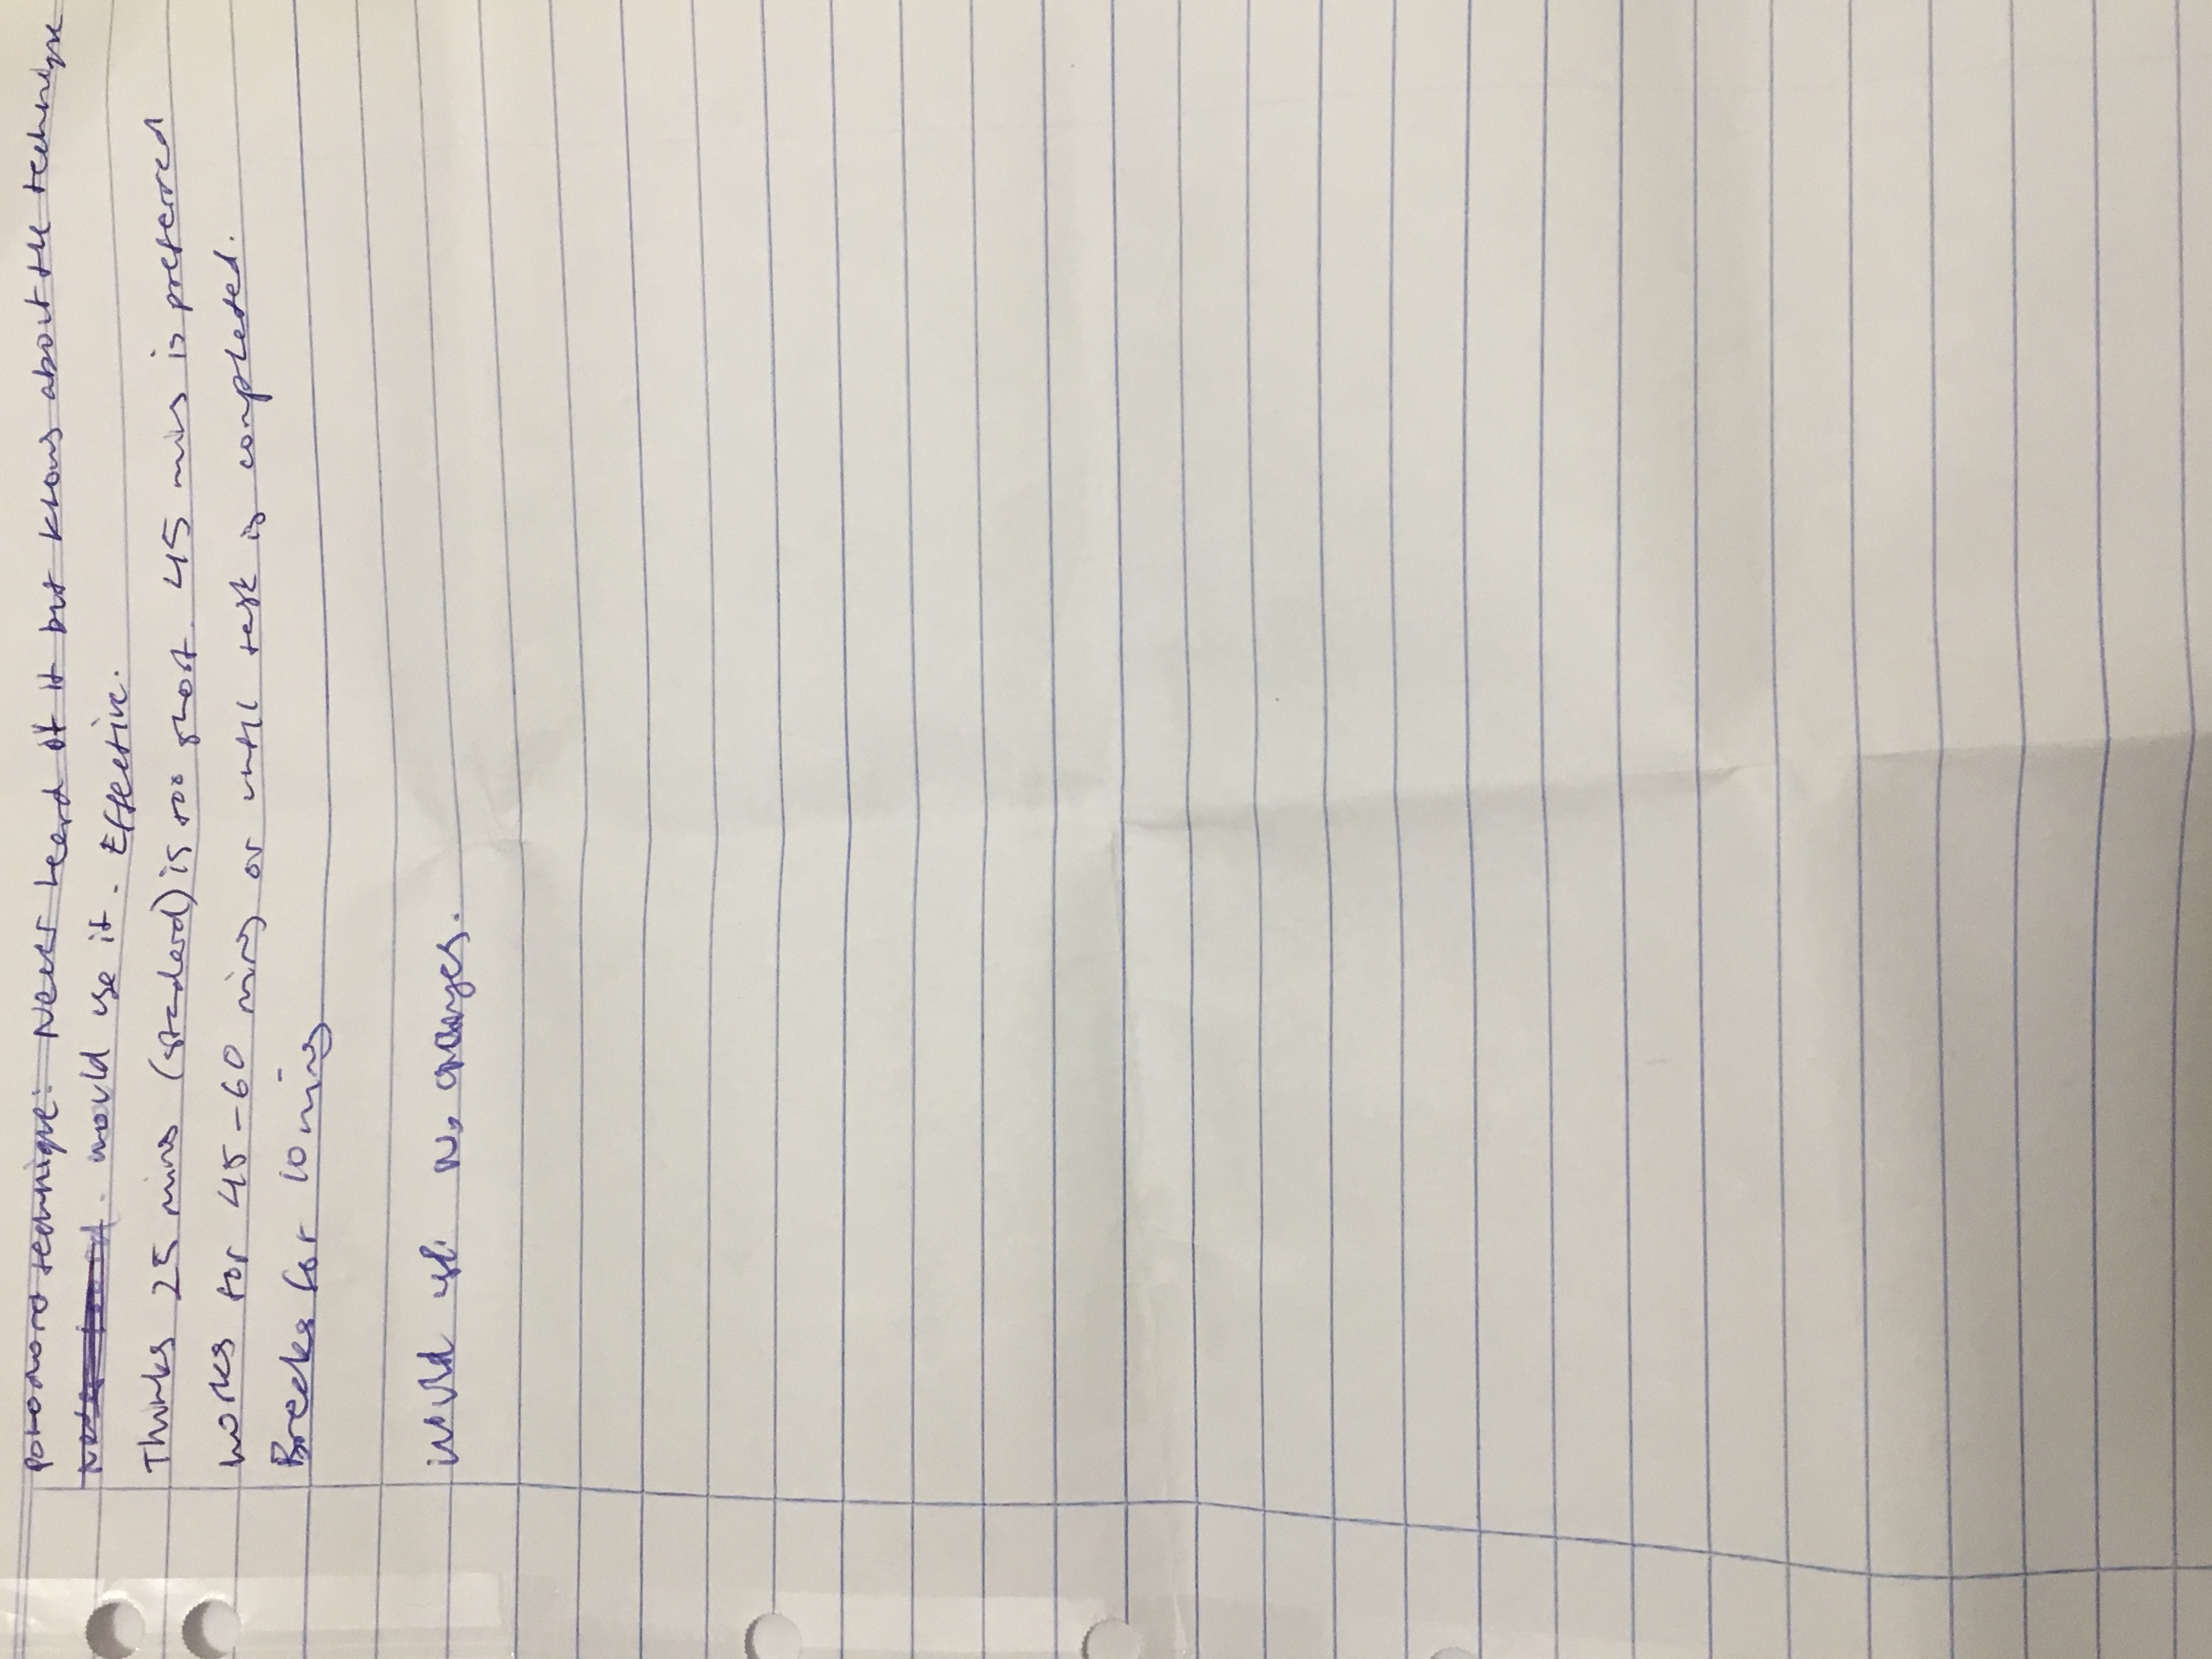 Pomodoro technique: Never heard of it but knows about the technique
would use it. Effective.
Thinks 25 mins (standard) is too short. 45 mins is preferred
works for 45-60 mins or until task is completed.
Breaks for 10 mins
would use. No changes.